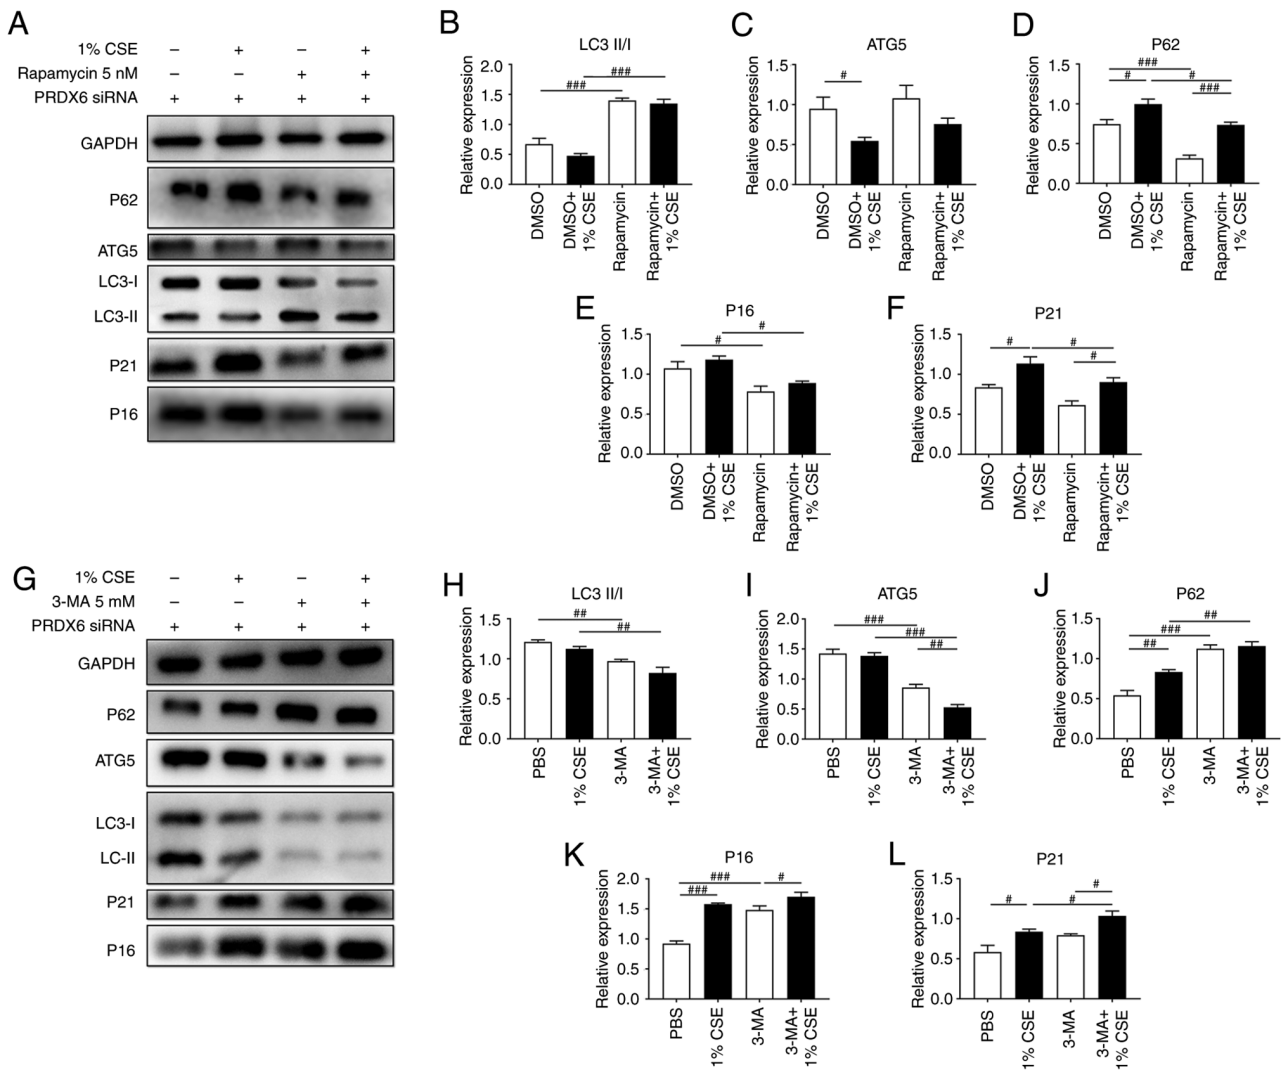 A
1% CSE − + − +
Rapamycin 5 nM − − + +
PRDX6 siRNA + + + +
GAPDH
P62
ATG5
LC3-I
LC3-II
P21
P16
B
LC3 II/I
Relative expression
2.0
1.5
1.0
0.5
0.0
###
###
DMSO
DMSO+
1% CSE
Rapamycin
Rapamycin+
1% CSE
C
ATG5
Relative expression
1.5
1.0
0.5
0.0
#
DMSO
DMSO+
1% CSE
Rapamycin
Rapamycin+
1% CSE
D
P62
Relative expression
1.5
1.0
0.5
0.0
###
# #
###
DMSO
DMSO+
1% CSE
Rapamycin
Rapamycin+
1% CSE
E
P16
Relative expression
1.5
1.0
0.5
0.0
#
#
DMSO
DMSO+
1% CSE
Rapamycin
Rapamycin+
1% CSE
F
P21
Relative expression
1.5
1.0
0.5
0.0
# #
#
DMSO
DMSO+
1% CSE
Rapamycin
Rapamycin+
1% CSE
G
1% CSE − + − +
3-MA 5 mM − − + +
PRDX6 siRNA + + + +
GAPDH
P62
ATG5
LC3-I
LC-II
P21
P16
H
LC3 II/I
Relative expression
1.5
1.0
0.5
0.0
##
##
PBS
1% CSE
3-MA
3-MA+
1% CSE
I
ATG5
Relative expression
2.0
1.5
1.0
0.5
0.0
###
###
##
PBS
1% CSE
3-MA
3-MA+
1% CSE
J
P62
Relative expression
1.5
1.0
0.5
0.0
##
###
##
PBS
1% CSE
3-MA
3-MA+
1% CSE
K
P16
Relative expression
2.0
1.5
1.0
0.5
0.0
### #
###
PBS
1% CSE
3-MA
3-MA+
1% CSE
L
P21
Relative expression
1.5
1.0
0.5
0.0
#
# #
PBS
1% CSE
3-MA
3-MA+
1% CSE